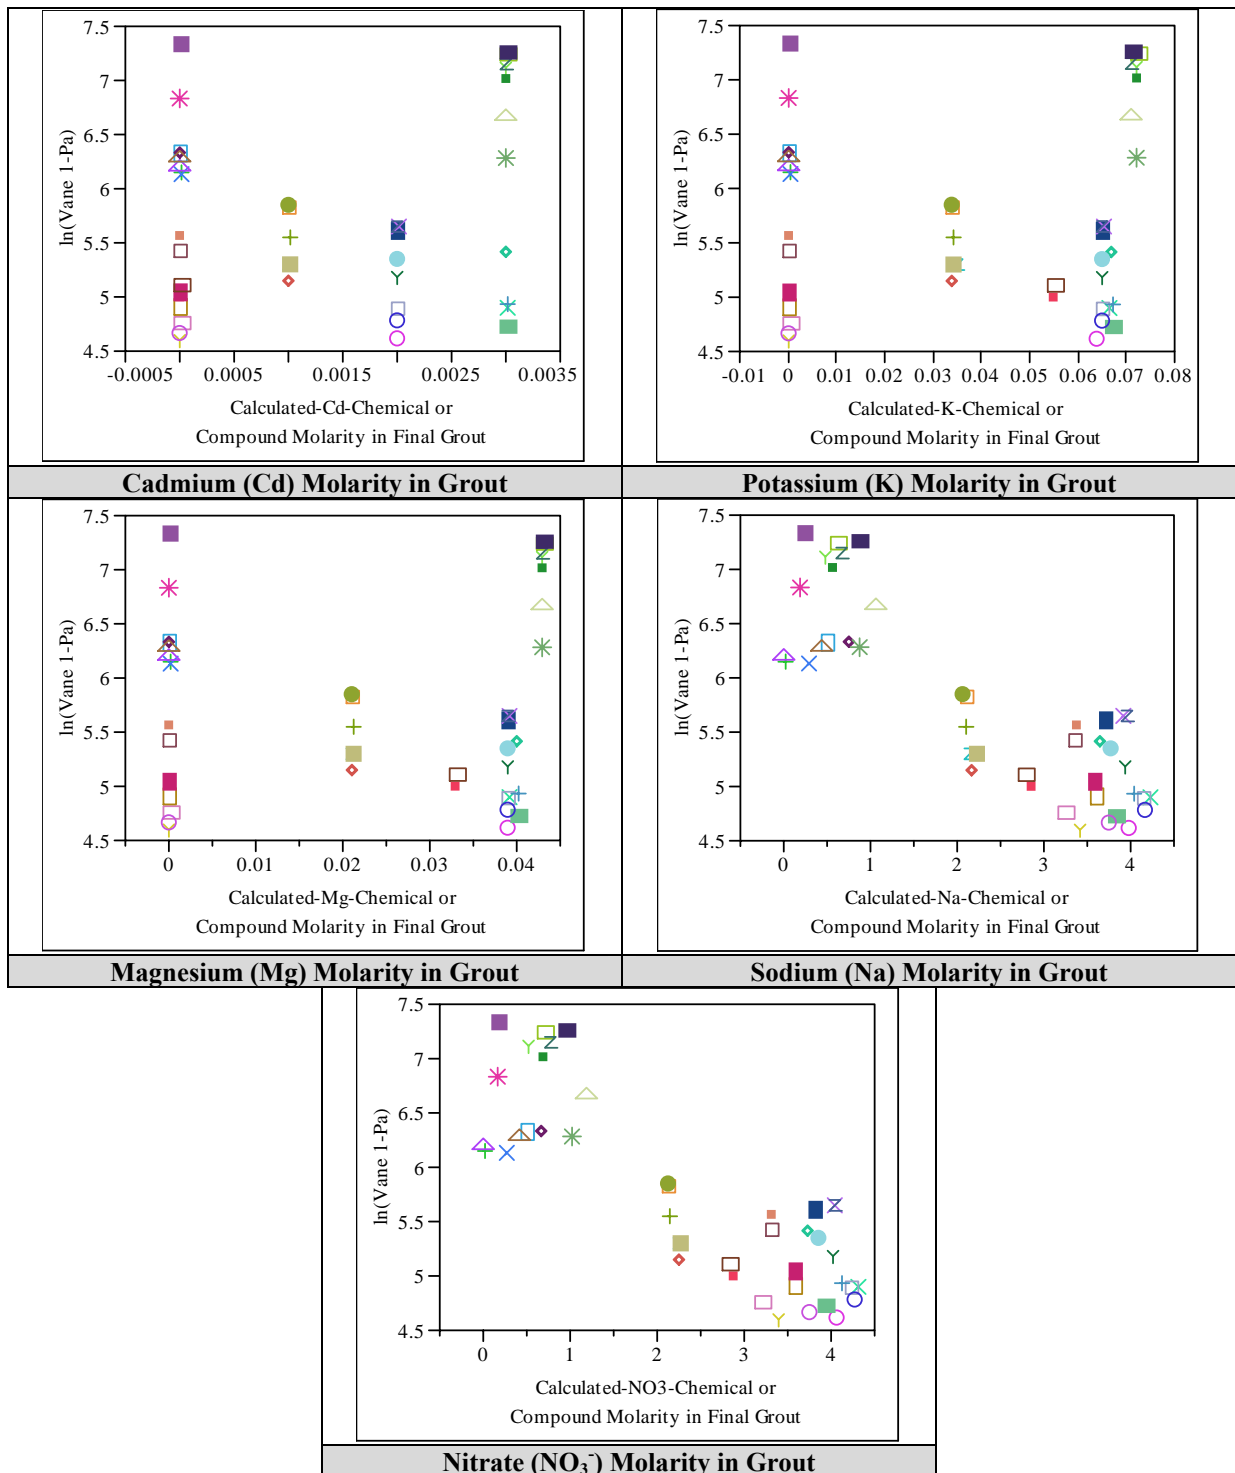 7.5
7
6.5
6
5.5
5
4.5
ln(Vane 1-Pa)
-0.0005 0.0005 0.0015 0.0025 0.0035
Calculated-Cd-Chemical or
Compound Molarity in Final Grout
Cadmium (Cd) Molarity in Grout
7.5
7
6.5
6
5.5
5
4.5
ln(Vane 1-Pa)
-0.01 0 0.01 0.02 0.03 0.04 0.05 0.06 0.07 0.08
Calculated-K-Chemical or
Compound Molarity in Final Grout
Potassium (K) Molarity in Grout
7.5
7
6.5
6
5.5
5
4.5
ln(Vane 1-Pa)
0 0.01 0.02 0.03 0.04
Calculated-Mg-Chemical or
Compound Molarity in Final Grout
Magnesium (Mg) Molarity in Grout
7.5
7
6.5
6
5.5
5
4.5
ln(Vane 1-Pa)
0 1 2 3 4
Calculated-Na-Chemical or
Compound Molarity in Final Grout
Sodium (Na) Molarity in Grout
7.5
7
6.5
6
5.5
5
4.5
ln(Vane 1-Pa)
0 1 2 3 4
Calculated-NO3-Chemical or
Compound Molarity in Final Grout
Nitrate (NO₃⁻) Molarity in Grout